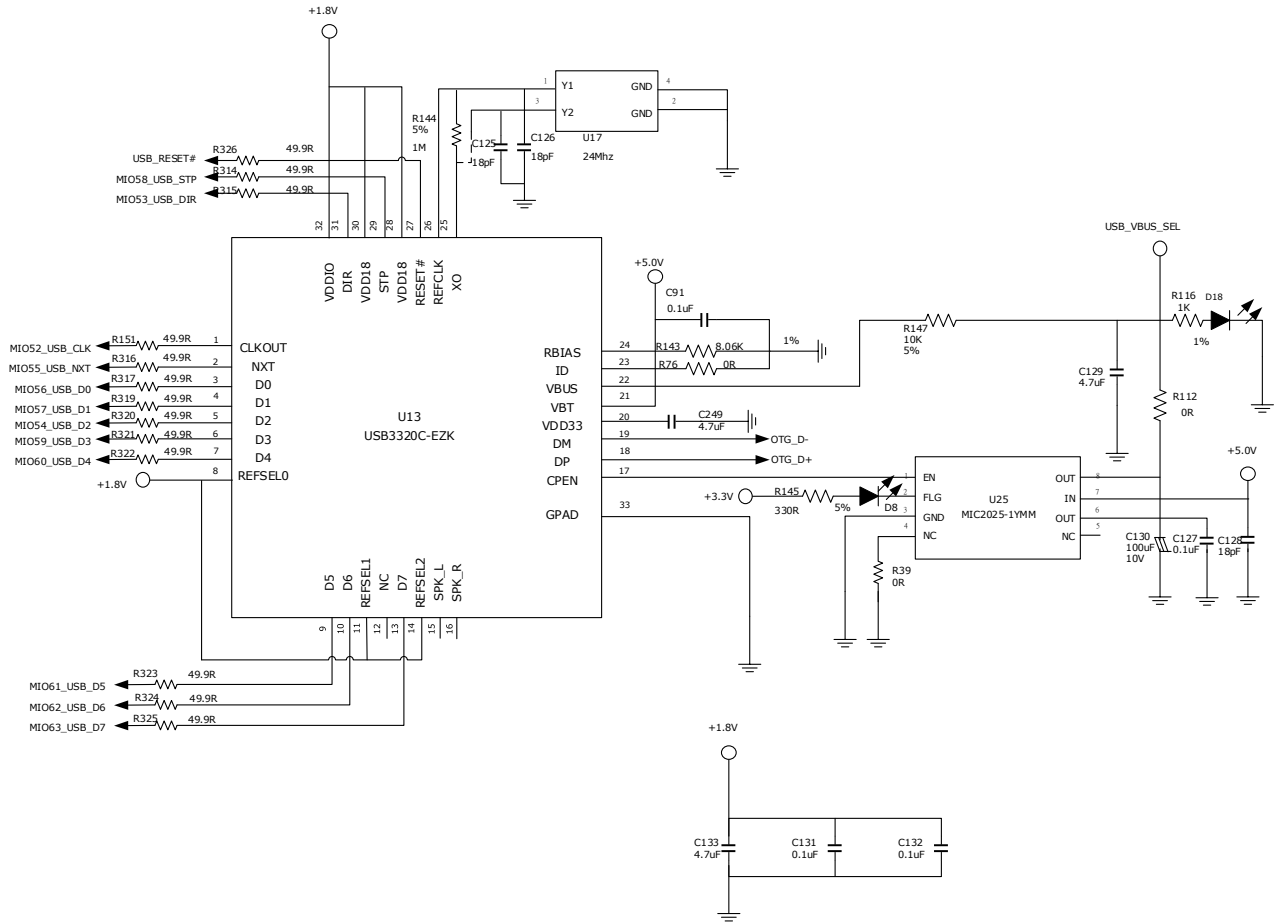 +1.8V
Y1
Y2
GND
GND
1
3
4
2
U17
24Mhz
R144
5%
1M
C125
18pF
C126
18pF
R326
49.9R
USB_RESET#
R314
49.9R
MIO58_USB_STP
R315
49.9R
MIO53_USB_DIR
32
31
30
29
28
27
26
25
VDDIO
DIR
VDD18
STP
VDD18
RESET#
REFCLK
XO
USB_VBUS_SEL
+5.0V
C91
0.1uF
R116
1K
D18
1%
R147
10K
5%
R151
49.9R
MIO52_USB_CLK
1
CLKOUT
R316
49.9R
MIO55_USB_NXT
2
NXT
R317
49.9R
MIO56_USB_D0
3
D0
R319
49.9R
MIO57_USB_D1
4
D1
R320
49.9R
MIO54_USB_D2
5
D2
R321
49.9R
MIO59_USB_D3
6
D3
R322
49.9R
MIO60_USB_D4
7
D4
+1.8V
8
REFSEL0
U13
USB3320C-EZK
RBIAS
24
R143
8.06K
1%
ID
23
R76
0R
VBUS
22
VBT
21
VDD33
20
C249
4.7uF
DM
19
OTG_D-
DP
18
OTG_D+
CPEN
17
GPAD
33
C129
4.7uF
R112
0R
+5.0V
+3.3V
R145
330R
5%
D8
1
EN
2
FLG
3
GND
4
NC
U25
MIC2025-1YMM
OUT
8
IN
7
OUT
6
NC
5
R39
0R
C130
100uF
10V
C127
0.1uF
C128
18pF
D5
D6
REFSEL1
NC
D7
REFSEL2
SPK_L
SPK_R
9
10
11
12
13
14
15
16
R323
49.9R
MIO61_USB_D5
R324
49.9R
MIO62_USB_D6
R325
49.9R
MIO63_USB_D7
+1.8V
C133
4.7uF
C131
0.1uF
C132
0.1uF